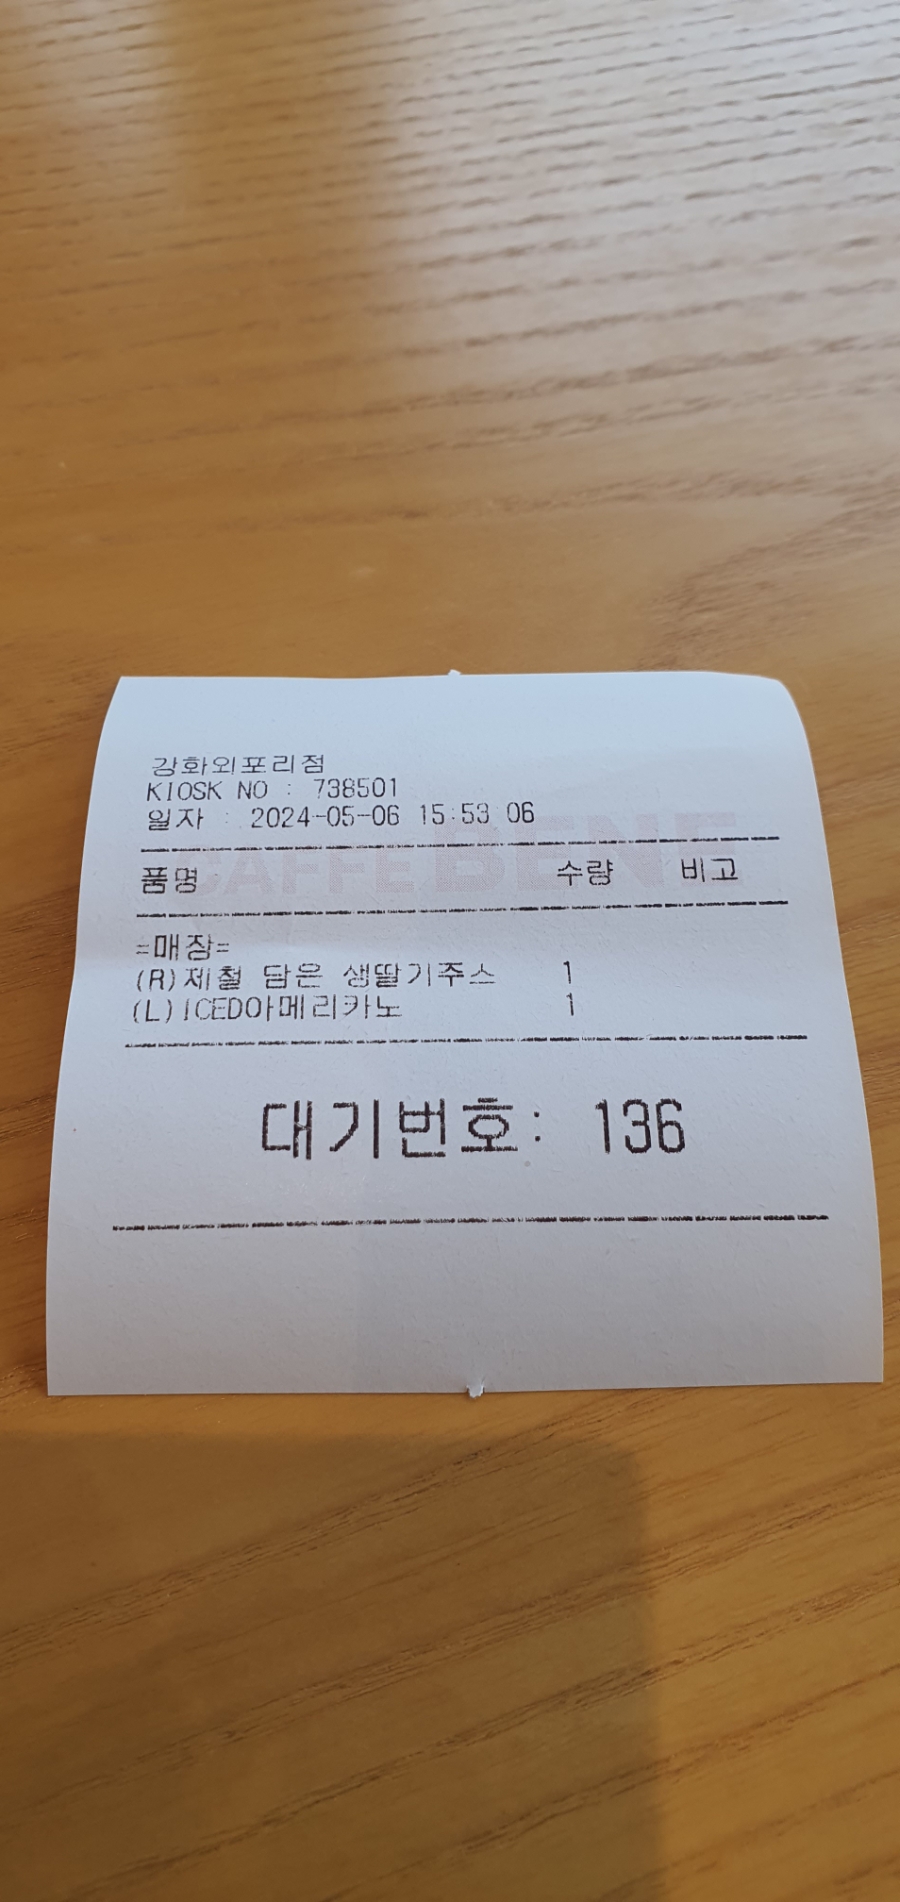 강화외포리점
KIOSK NO : 738501
일자 : 2024-05-06 15:53 06
CAFFE BENE
품명 수량 비고
=매장=
(R)제철 담은 생딸기주스 1
(L)ICED아메리카노 1
대기번호: 136